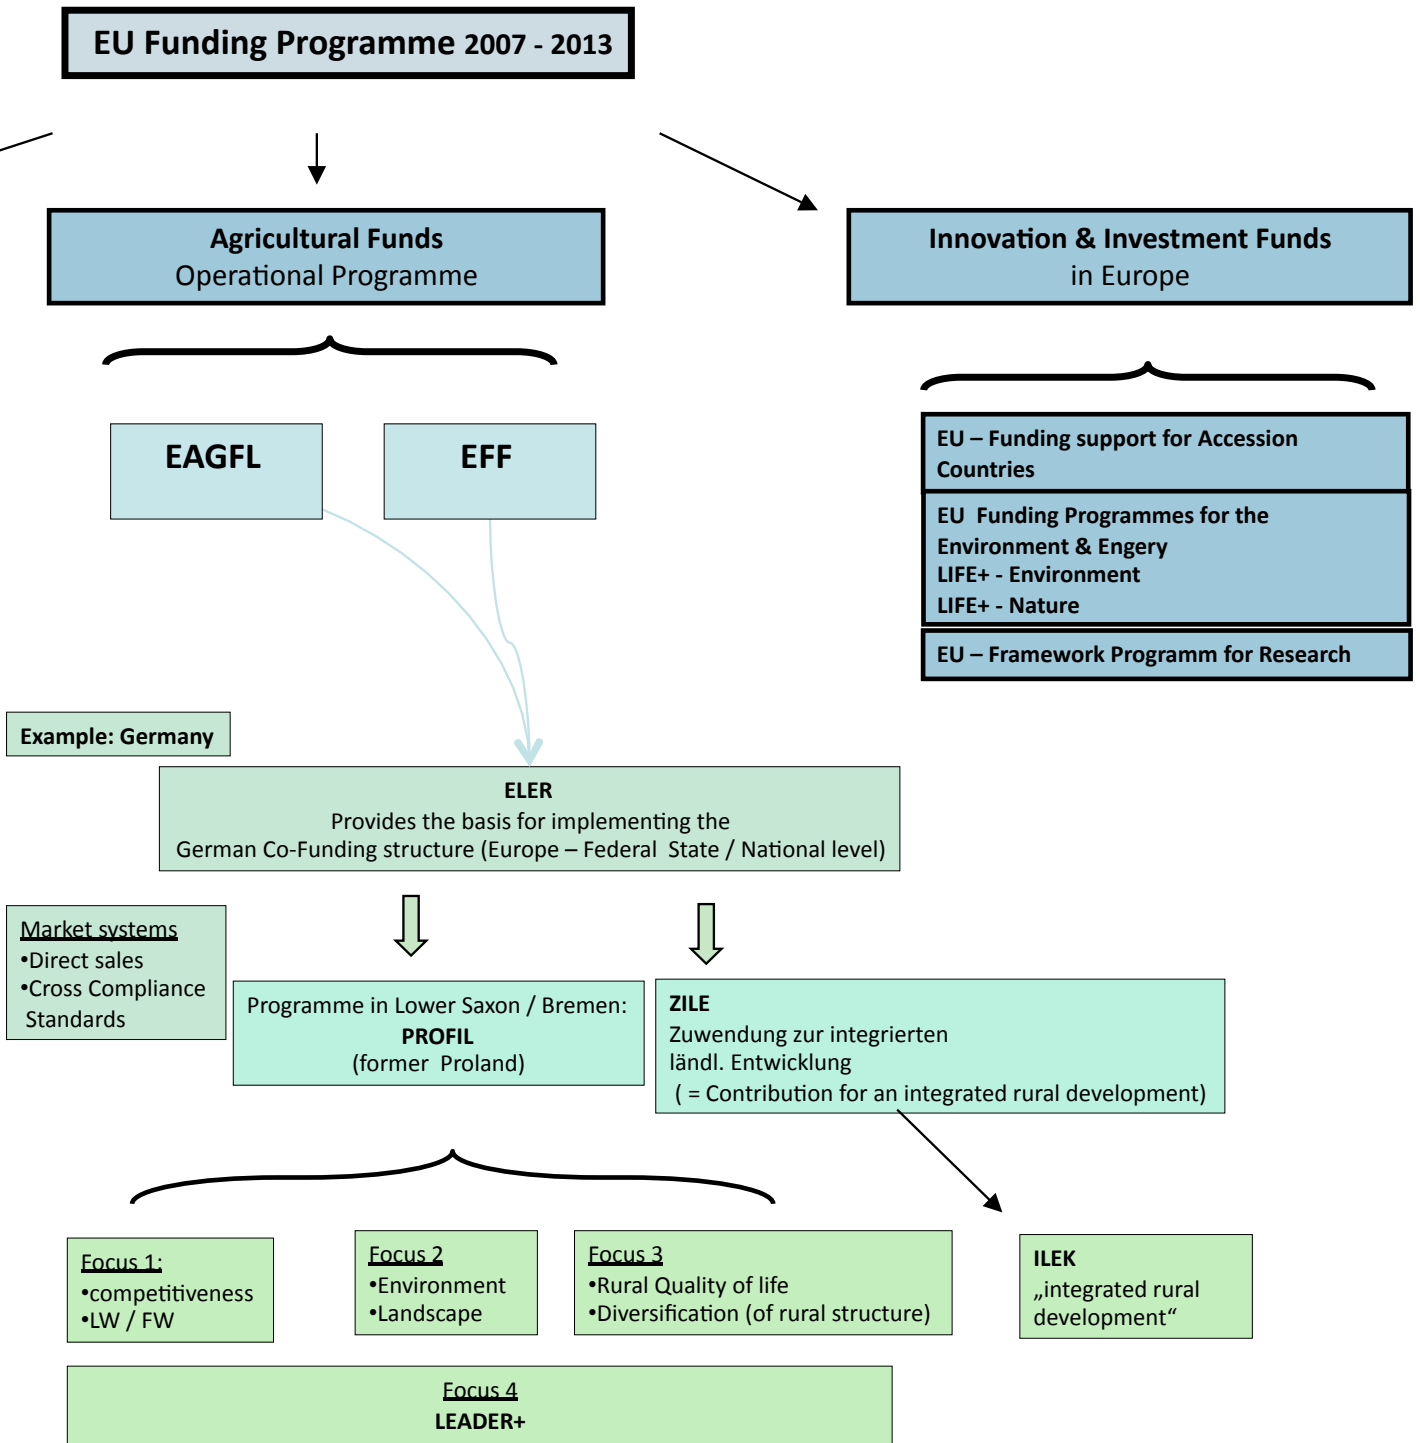 EU Funding Programme 2007 - 2013
Agricultural Funds
Operational Programme
Innovation & Investment Funds
in Europe
EAGFL
EFF
EU – Funding support for Accession
Countries
EU Funding Programmes for the
Environment & Engery
LIFE+ - Environment
LIFE+ - Nature
EU – Framework Programm for Research
Example: Germany
ELER
Provides the basis for implementing the
German Co-Funding structure (Europe – Federal State / National level)
Market systems
•Direct sales
•Cross Compliance
Standards
Programme in Lower Saxon / Bremen:
PROFIL
(former Proland)
ZILE
Zuwendung zur integrierten
ländl. Entwicklung
( = Contribution for an integrated rural development)
Focus 1:
•competitiveness
•LW / FW
Focus 2
•Environment
•Landscape
Focus 3
•Rural Quality of life
•Diversification (of rural structure)
ILEK
„integrated rural
development“
Focus 4
LEADER+